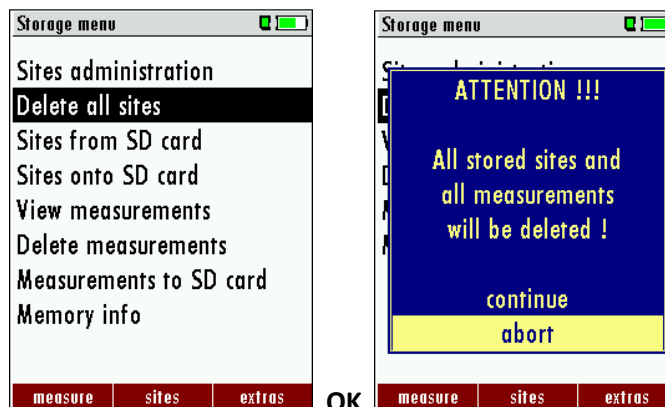 Storage menu
Sites administration
Delete all sites
Sites from SD card
Sites onto SD card
View measurements
Delete measurements
Measurements to SD card
Memory info
measure sites extras
OK
Storage menu
ATTENTION !!!
All stored sites and
all measurements
will be deleted !
continue
abort
measure sites extras